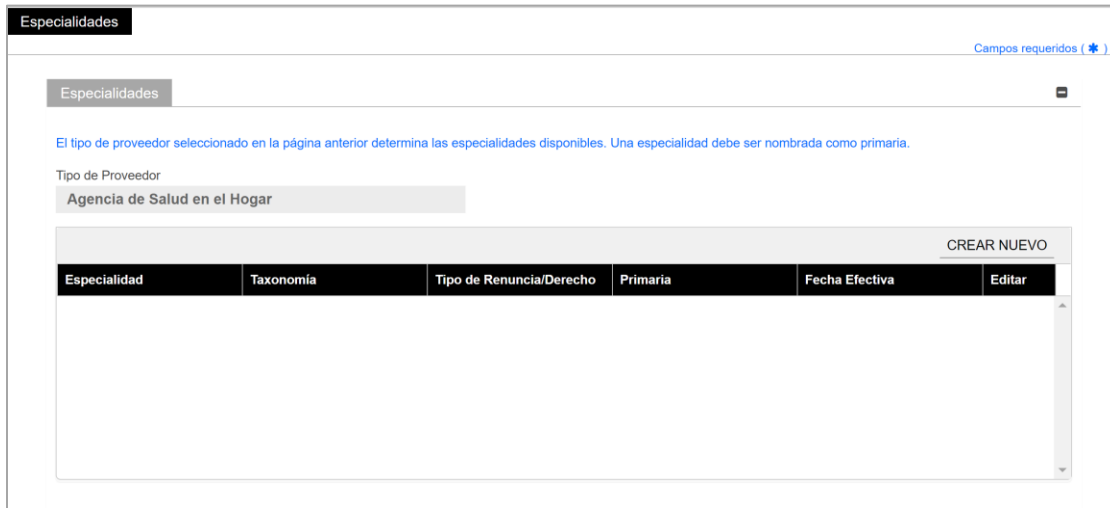 Especialidades
Campos requeridos ( ✱ )
Especialidades
El tipo de proveedor seleccionado en la página anterior determina las especialidades disponibles. Una especialidad debe ser nombrada como primaria.
Tipo de Proveedor
Agencia de Salud en el Hogar
CREAR NUEVO
Especialidad Taxonomía Tipo de Renuncia/Derecho Primaria Fecha Efectiva Editar